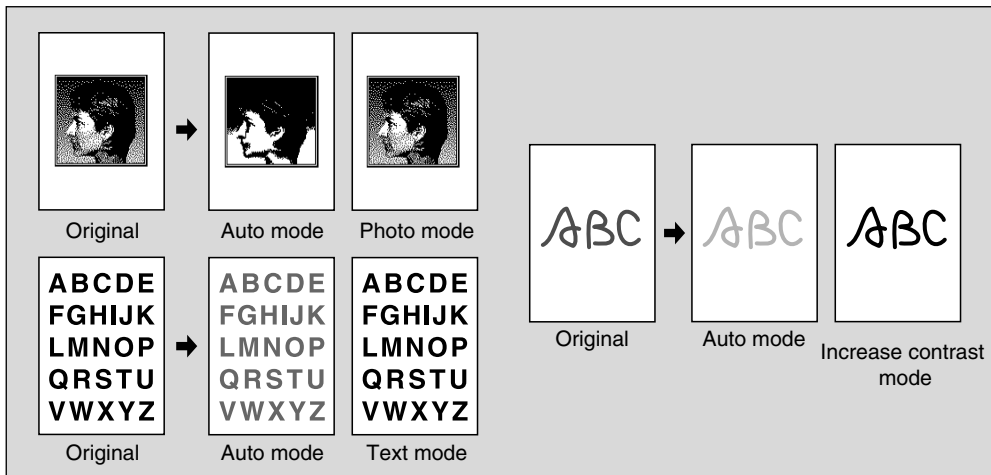 Original
Auto mode
Photo mode
ABCDE
FGHIJK
LMNOP
QRSTU
VWXYZ
Original
ABCDE
FGHIJK
LMNOP
QRSTU
VWXYZ
Auto mode
ABCDE
FGHIJK
LMNOP
QRSTU
VWXYZ
Text mode
ABC
Original
ABC
Auto mode
ABC
Increase contrast
mode